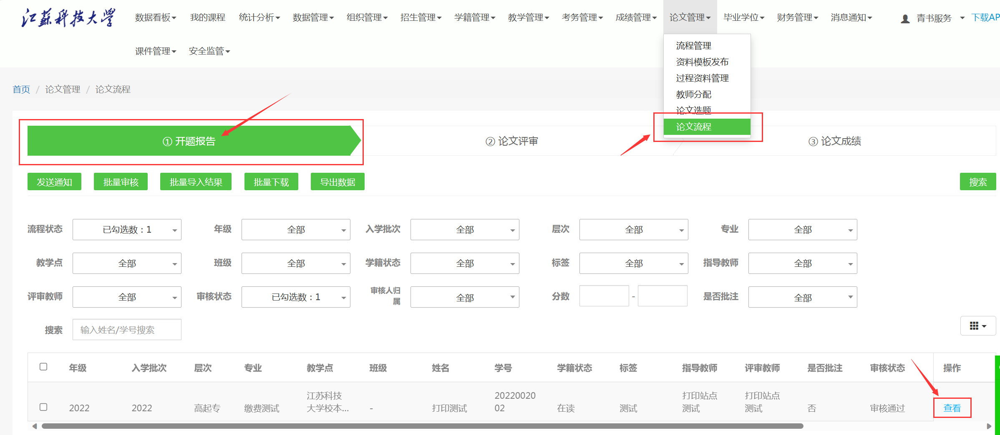 江苏科技大学
数据看板 我的课程 统计分析 数据管理 组织管理 招生管理 学籍管理 教学管理 考务管理 成绩管理 论文管理 毕业学位 财务管理 消息通知 青书服务 下载AP
课件管理 安全监管
流程管理
资料模板发布
过程资料管理
教师分配
论文选题
论文流程
首页 / 论文管理 / 论文流程
① 开题报告 ② 论文评审 ③ 论文成绩
发送通知 批量审核 批量导入结果 批量下载 导出数据 搜索
流程状态 已勾选数：1 年级 全部 入学批次 全部 层次 全部 专业 全部
教学点 全部 班级 全部 学籍状态 全部 标签 全部 指导教师 全部
评审教师 全部 审核状态 已勾选数：1 审核人归属 全部 分数 - 是否批注 全部
搜索 输入姓名/学号搜索
年级 入学批次 层次 专业 教学点 班级 姓名 学号 学籍状态 标签 指导教师 评审教师 是否批注 审核状态 操作
2022 2022 高起专 缴费测试 江苏科技大学校本... - 打印测试 2022002002 在读 测试 打印站点测试 打印站点测试 否 审核通过 查看